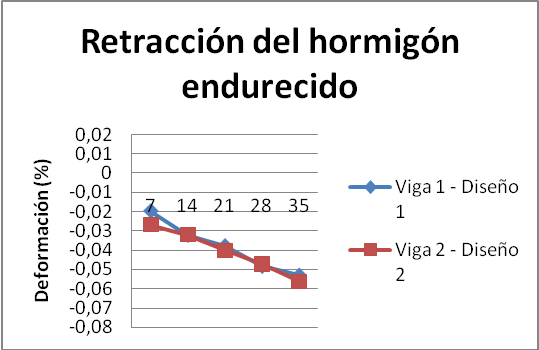 Retracción del hormigón
endurecido
Deformación (%)
0,02
0,01
0
-0,01
-0,02
-0,03
-0,04
-0,05
-0,06
-0,07
-0,08
7 14 21 28 35
Viga 1 - Diseño
1
Viga 2 - Diseño
2